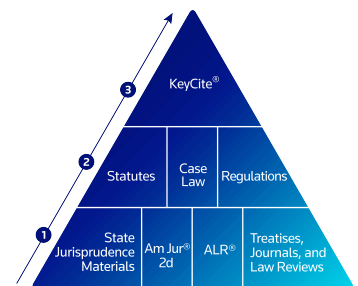 3
KeyCite®
2
Statutes
Case
Law
Regulations
1
State
Jurisprudence
Materials
Am Jur®
2d
ALR®
Treatises,
Journals, and
Law Reviews